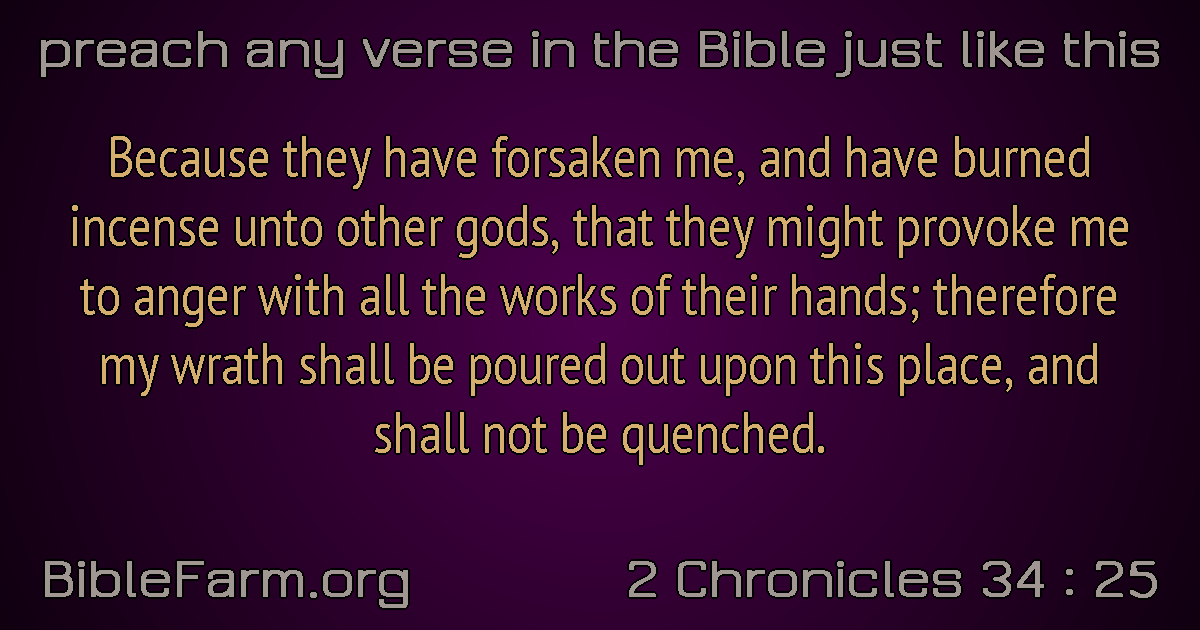 preach any verse in the Bible just like this
Because they have forsaken me, and have burned
incense unto other gods, that they might provoke me
to anger with all the works of their hands; therefore
my wrath shall be poured out upon this place, and
shall not be quenched.
BibleFarm.org
2 Chronicles 34 : 25